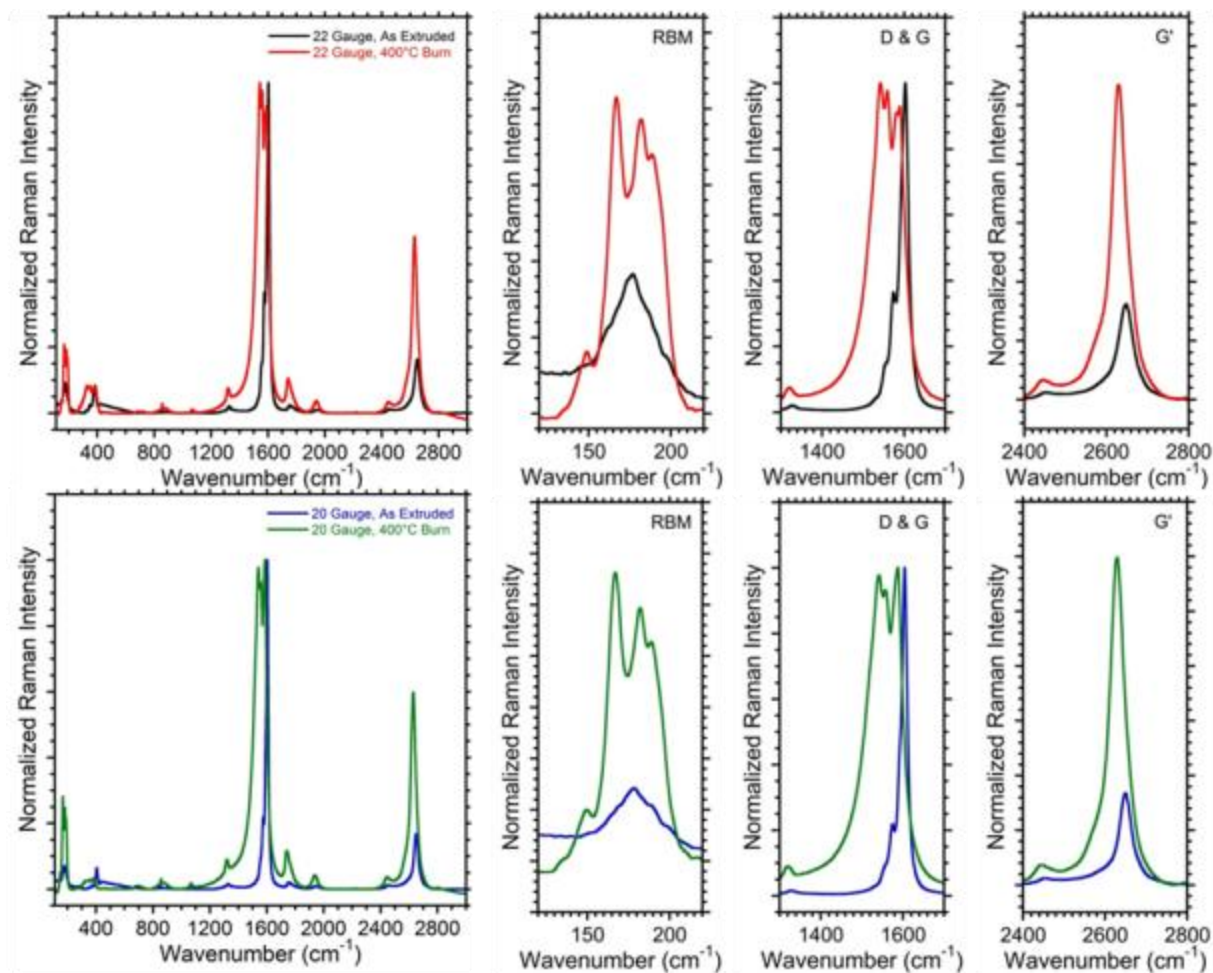 22 Gauge, As Extruded
22 Gauge, 400°C Burn
RBM
D & G
G'
Normalized Raman Intensity
Normalized Raman Intensity
Normalized Raman Intensity
Normalized Raman Intensity
400 800 1200 1600 2000 2400 2800
150 200
1400 1600
2400 2600 2800
Wavenumber (cm-1)
Wavenumber (cm-1)
Wavenumber (cm-1)
Wavenumber (cm-1)
20 Gauge, As Extruded
20 Gauge, 400°C Burn
RBM
D & G
G'
Normalized Raman Intensity
Normalized Raman Intensity
Normalized Raman Intensity
Normalized Raman Intensity
400 800 1200 1600 2000 2400 2800
150 200
1400 1600
2400 2600 2800
Wavenumber (cm-1)
Wavenumber (cm-1)
Wavenumber (cm-1)
Wavenumber (cm-1)